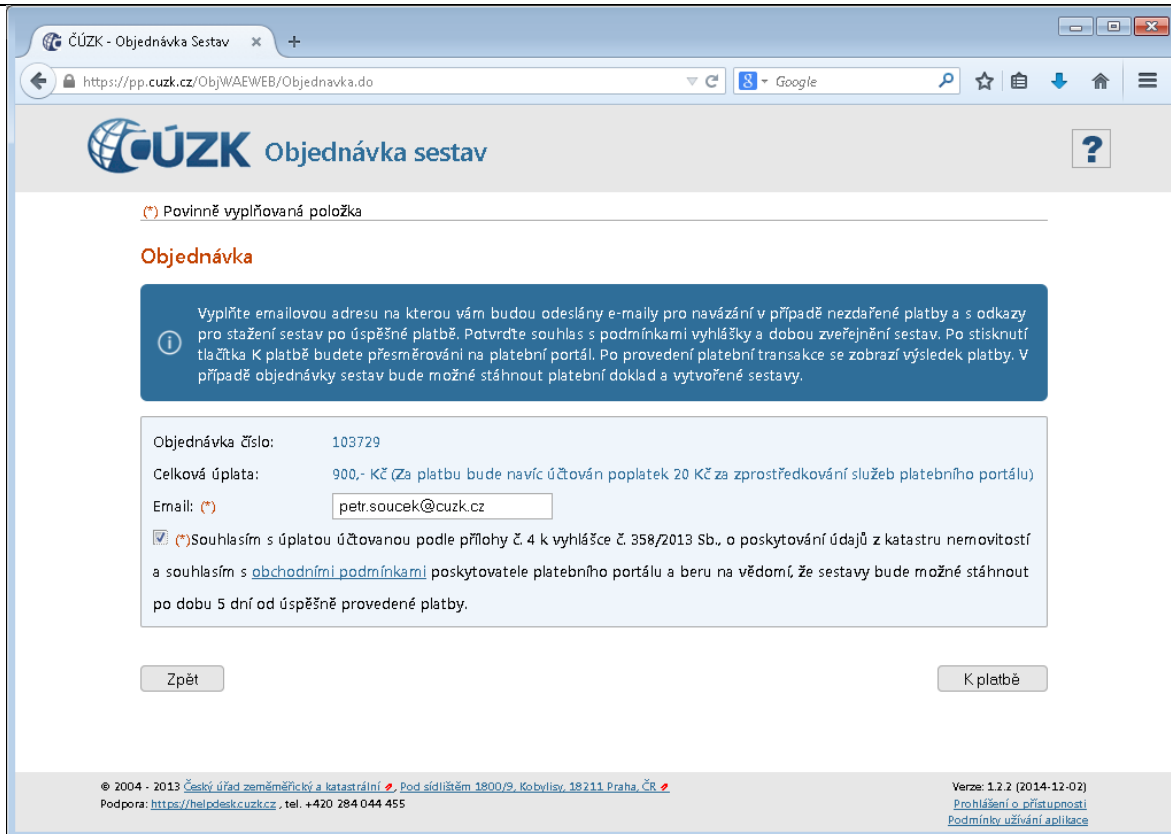 ČÚZK - Objednávka Sestav
https://pp.cuzk.cz/ObjWAEWEB/Objednavka.do
Google
ČÚZK Objednávka sestav
?
(*) Povinně vyplňovaná položka
Objednávka
Vyplňte emailovou adresu na kterou vám budou odeslány e-maily pro navázání v případě nezdařené platby a s odkazy
pro stažení sestav po úspěšné platbě. Potvrďte souhlas s podmínkami vyhlášky a dobou zveřejnění sestav. Po stisknutí
tlačítka K platbě budete přesměrováni na platební portál. Po provedení platební transakce se zobrazí výsledek platby. V
případě objednávky sestav bude možné stáhnout platební doklad a vytvořené sestavy.
Objednávka číslo: 103729
Celková úplata: 900,- Kč (Za platbu bude navíc účtován poplatek 20 Kč za zprostředkování služeb platebního portálu)
Email: (*) petr.soucek@cuzk.cz
(*)Souhlasím s úplatou účtovanou podle přílohy č. 4 k vyhlášce č. 358/2013 Sb., o poskytování údajů z katastru nemovitostí
a souhlasím s obchodními podmínkami poskytovatele platebního portálu a beru na vědomí, že sestavy bude možné stáhnout
po dobu 5 dní od úspěšně provedené platby.
Zpět K platbě
© 2004 - 2013 Český úřad zeměměřický a katastrální, Pod sídlištěm 1800/9, Kobylisy, 18211 Praha, ČR
Verze: 1.2.2 (2014-12-02)
Podpora: https://helpdesk.cuzk.cz , tel. +420 284 044 455
Prohlášení o přístupnosti
Podmínky užívání aplikace